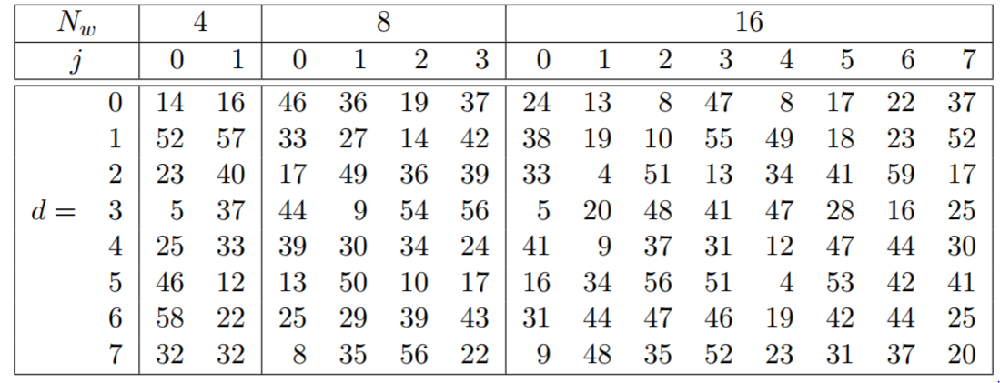 N_w 4 8 16
j 0 1 0 1 2 3 0 1 2 3 4 5 6 7
0 14 16 46 36 19 37 24 13 8 47 8 17 22 37
1 52 57 33 27 14 42 38 19 10 55 49 18 23 52
2 23 40 17 49 36 39 33 4 51 13 34 41 59 17
d = 3 5 37 44 9 54 56 5 20 48 41 47 28 16 25
4 25 33 39 30 34 24 41 9 37 31 12 47 44 30
5 46 12 13 50 10 17 16 34 56 51 4 53 42 41
6 58 22 25 29 39 43 31 44 47 46 19 42 44 25
7 32 32 8 35 56 22 9 48 35 52 23 31 37 20